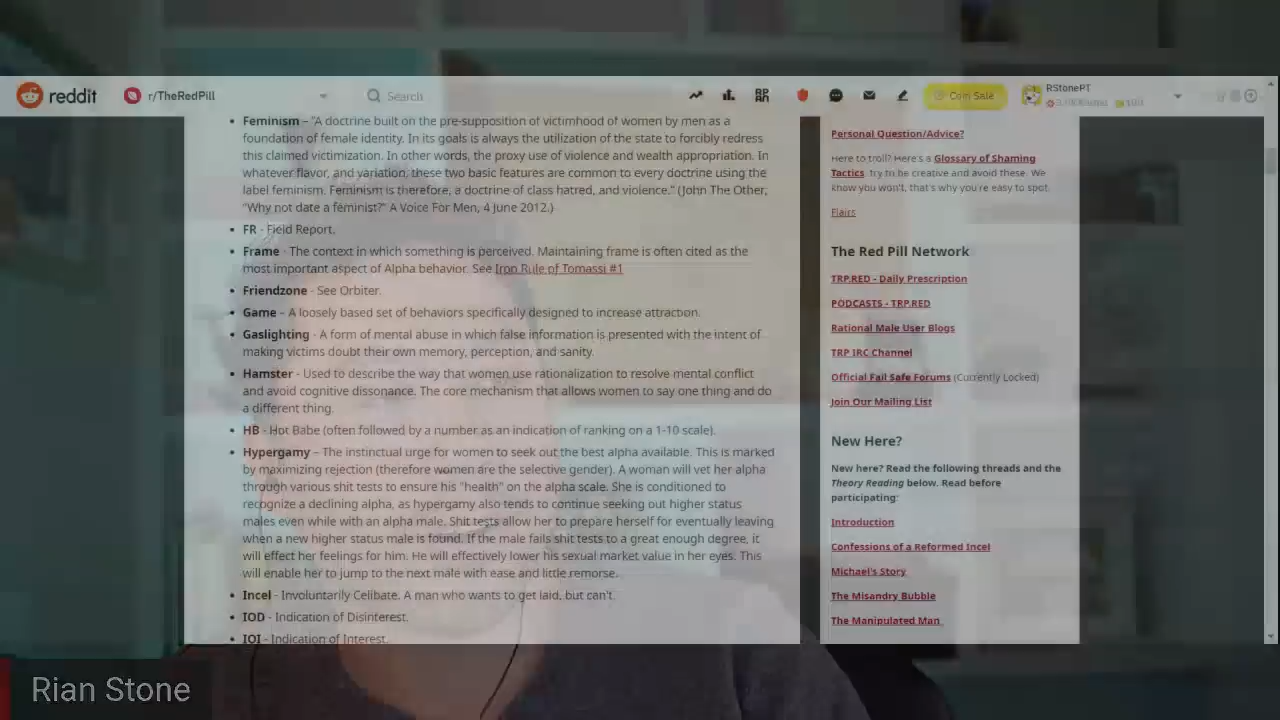 reddit
r/TheRedPill
Search
Coin Sale
RStonePT
Feminism – "A doctrine built on the pre-supposition of victimhood of women by men as a
foundation of female identity. In its goals is always the utilization of the state to forcibly redress
this claimed victimization. In other words, the proxy use of violence and wealth appropriation. In
whatever flavor, and variation, these two basic features are common to every doctrine using the
label feminism. Feminism is therefore, a doctrine of class hatred, and violence." (John The Other,
"Why not date a feminist?" A Voice For Men, 4 June 2012.)
FR - Field Report.
Frame - The context in which something is perceived. Maintaining frame is often cited as the
most important aspect of Alpha behavior. See Iron Rule of Tomassi #1
Friendzone - See Orbiter.
Game – A loosely based set of behaviors specifically designed to increase attraction.
Gaslighting - A form of mental abuse in which false information is presented with the intent of
making victims doubt their own memory, perception, and sanity.
Hamster - Used to describe the way that women use rationalization to resolve mental conflict
and avoid cognitive dissonance. The core mechanism that allows women to say one thing and do
a different thing.
HB - Hot Babe (often followed by a number as an indication of ranking on a 1-10 scale).
Hypergamy – The instinctual urge for women to seek out the best alpha available. This is marked
by maximizing rejection (therefore women are the selective gender). A woman will vet her alpha
through various shit tests to ensure his "health" on the alpha scale. She is conditioned to
recognize a declining alpha, as hypergamy also tends to continue seeking out higher status
males even while with an alpha male. Shit tests allow her to prepare herself for eventually leaving
when a new higher status male is found. If the male fails shit tests to a great enough degree, it
will effect her feelings for him. He will effectively lower his sexual market value in her eyes. This
will enable her to jump to the next male with ease and little remorse.
Incel - Involuntarily Celibate. A man who wants to get laid, but can't.
IOD - Indication of Disinterest.
IOI - Indication of Interest.
Personal Question/Advice?
Here to troll? Here's a Glossary of Shaming
Tactics, try to be creative and avoid these. We
know you won't, that's why you're easy to spot.
Flairs
The Red Pill Network
TRP.RED - Daily Prescription
PODCASTS - TRP.RED
Rational Male User Blogs
TRP IRC Channel
Official Fail Safe Forums (Currently Locked)
Join Our Mailing List
New Here?
New here? Read the following threads and the
Theory Reading below. Read before
participating:
Introduction
Confessions of a Reformed Incel
Michael's Story
The Misandry Bubble
The Manipulated Man
Rian Stone